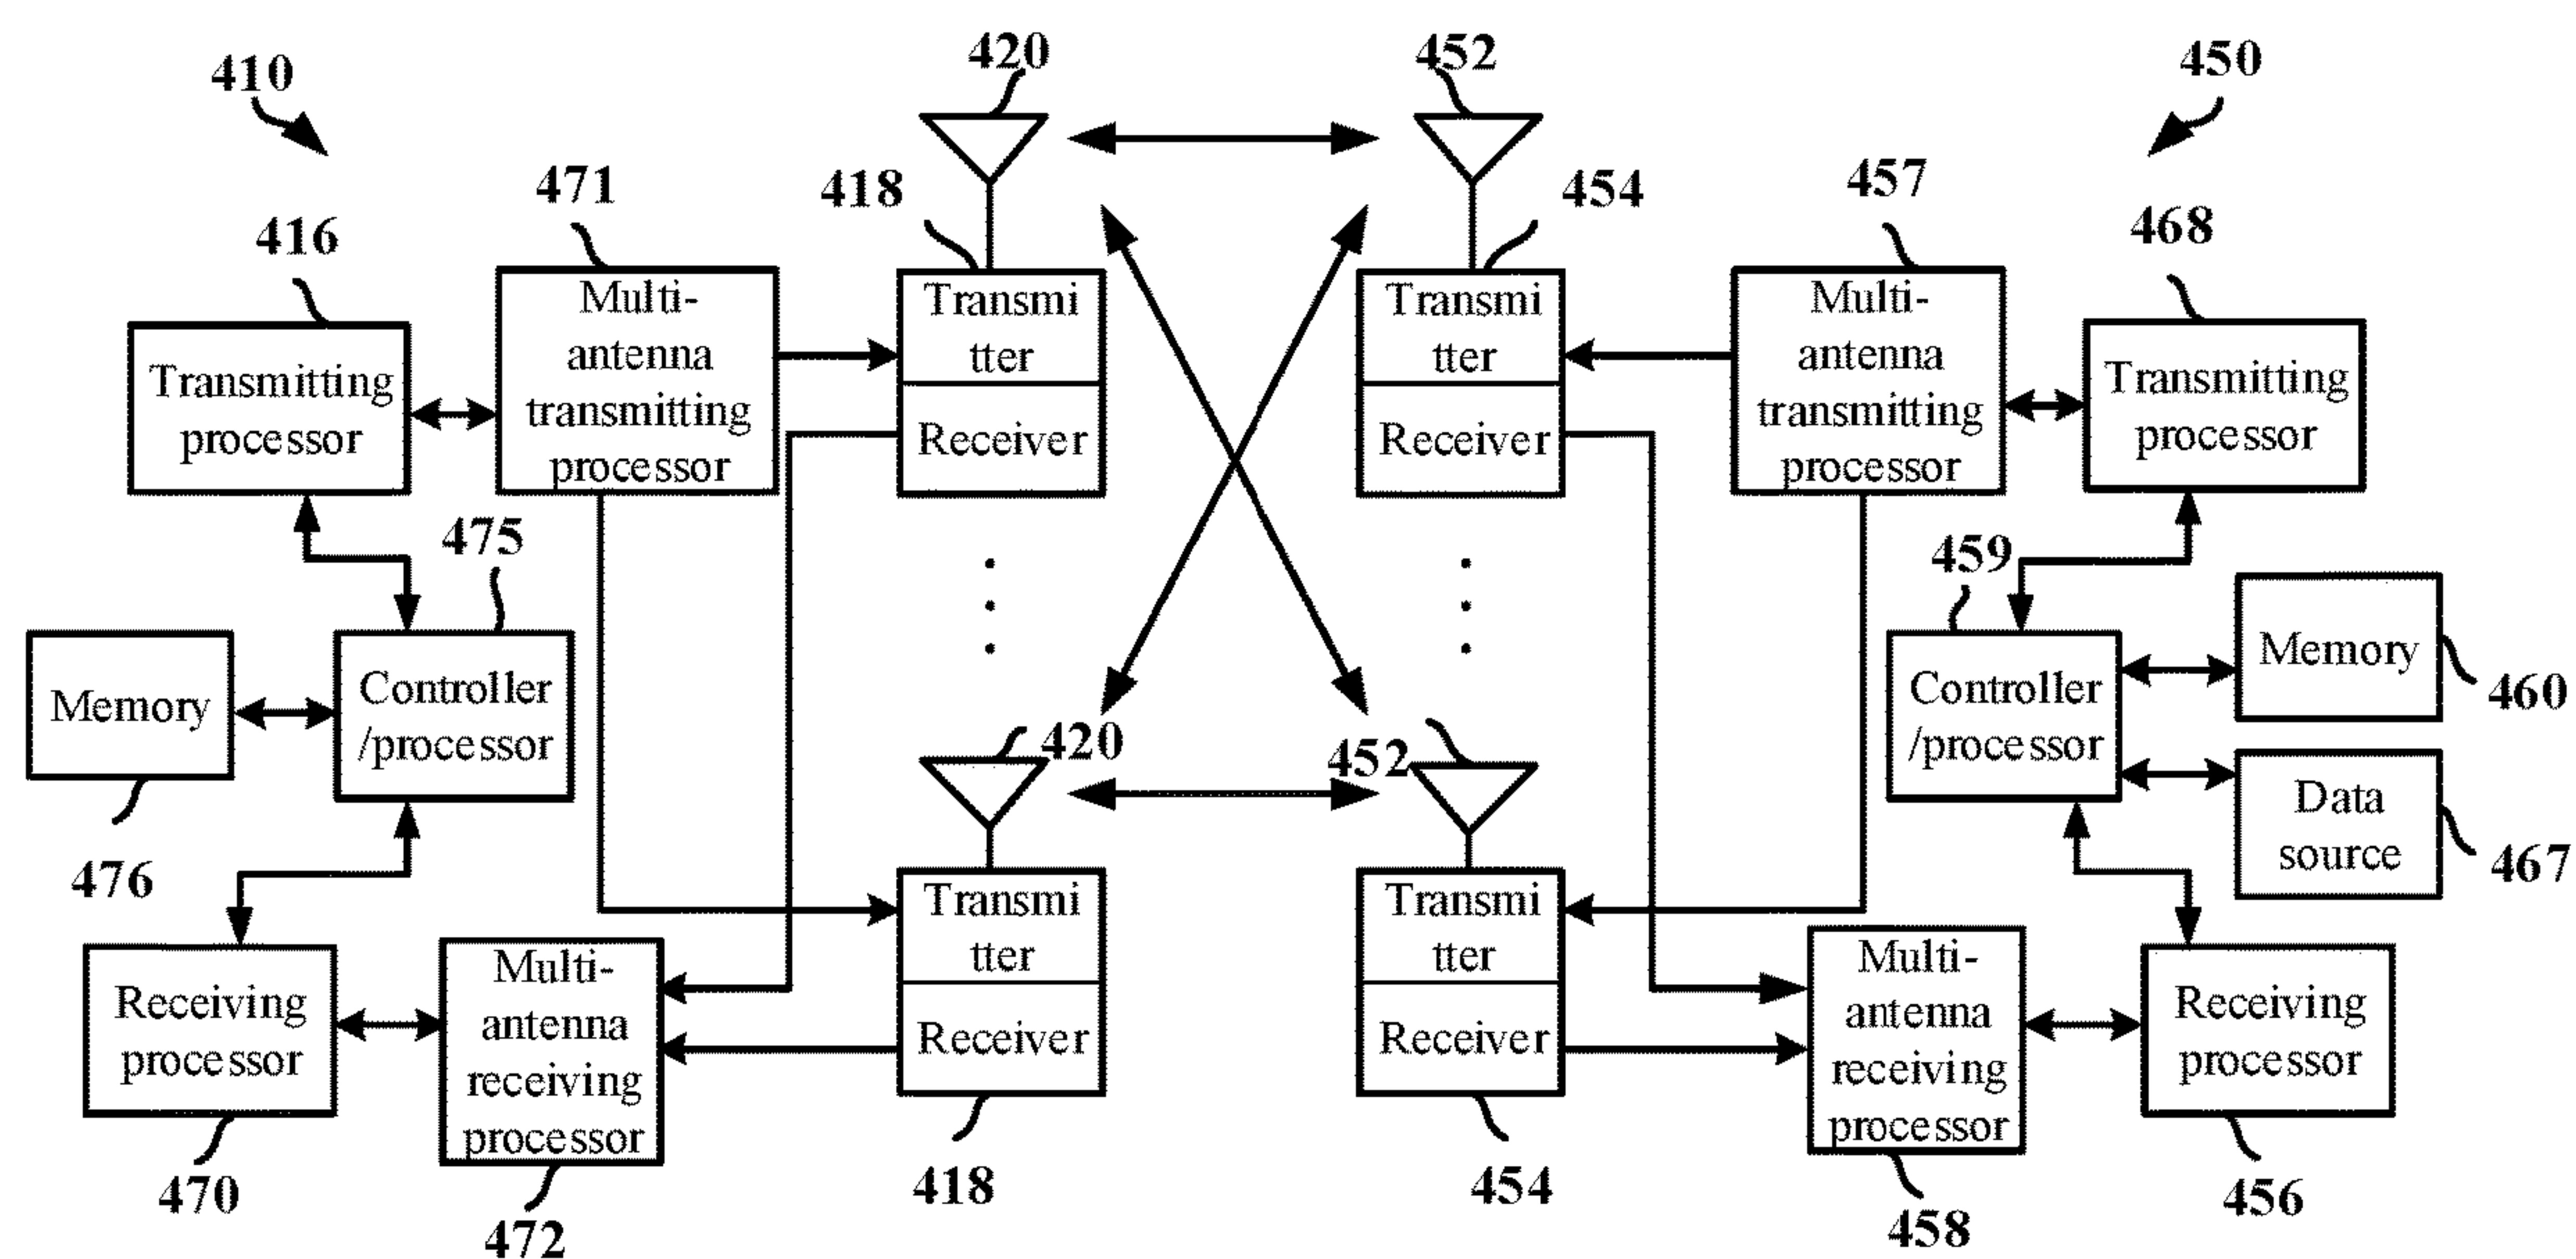 410
420
452
450
471
418
454
457
468
416
Multi-
antenna
transmitting
processor
Transmi
tter
Receiver
Transmi
tter
Receiver
Multi-
antenna
transmitting
processor
Transmitting
processor
Transmitting
processor
475
459
Memory
Controller
/processor
Controller
/processor
Memory
460
476
420
452
Data
source
467
Receiving
processor
Multi-
antenna
receiving
processor
Transmi
tter
Receiver
Transmi
tter
Receiver
Multi-
antenna
receiving
processor
Receiving
processor
470
472
418
454
458
456